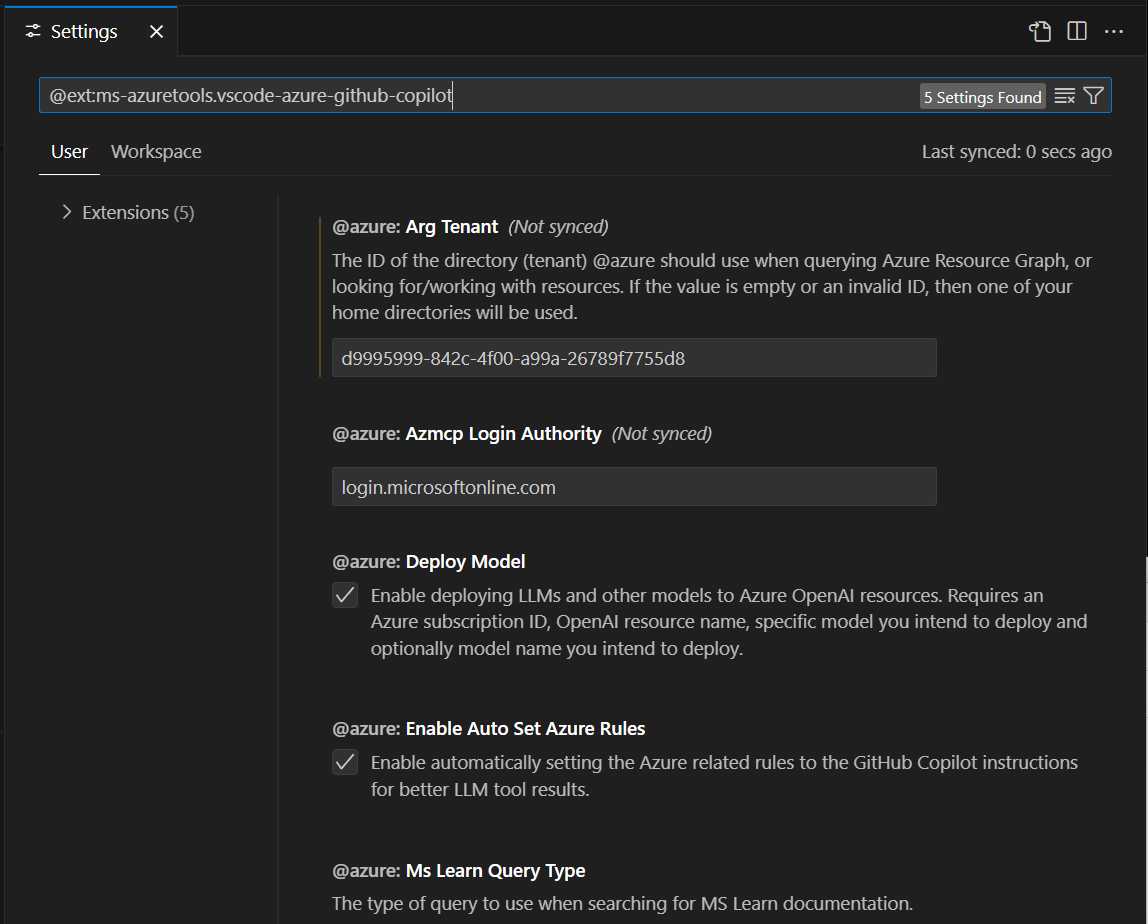 Settings
@ext:ms-azuretools.vscode-azure-github-copilot
5 Settings Found
User
Workspace
Last synced: 0 secs ago
Extensions (5)
@azure: Arg Tenant (Not synced)
The ID of the directory (tenant) @azure should use when querying Azure Resource Graph, or
looking for/working with resources. If the value is empty or an invalid ID, then one of your
home directories will be used.
d9995999-842c-4f00-a99a-26789f7755d8
@azure: Azmcp Login Authority (Not synced)
login.microsoftonline.com
@azure: Deploy Model
Enable deploying LLMs and other models to Azure OpenAI resources. Requires an
Azure subscription ID, OpenAI resource name, specific model you intend to deploy and
optionally model name you intend to deploy.
@azure: Enable Auto Set Azure Rules
Enable automatically setting the Azure related rules to the GitHub Copilot instructions
for better LLM tool results.
@azure: Ms Learn Query Type
The type of query to use when searching for MS Learn documentation.